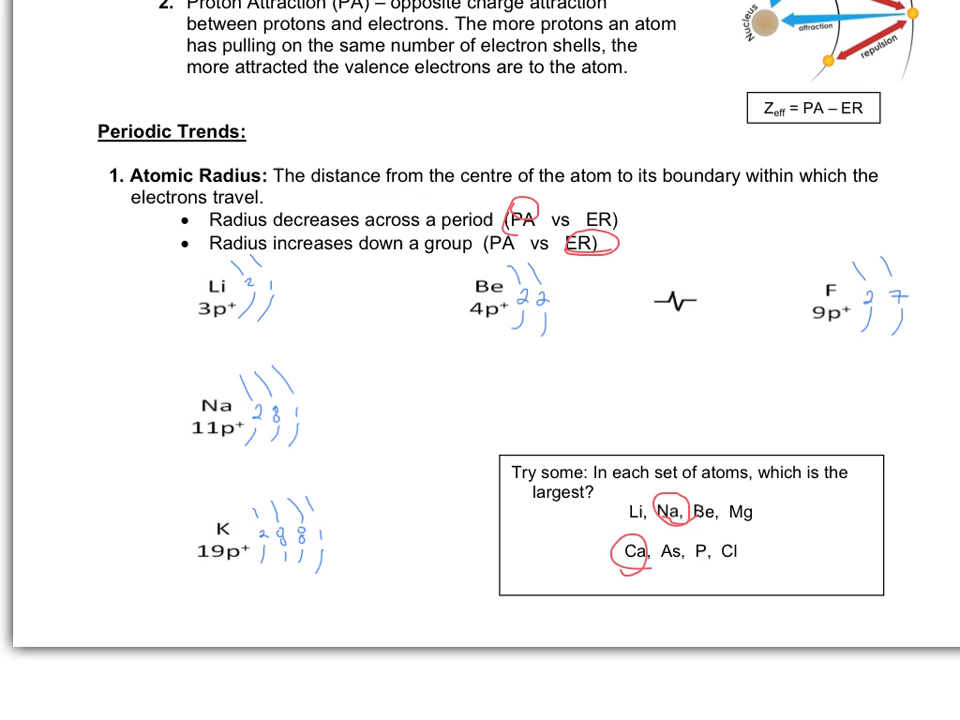 2. Proton Attraction (PA) – opposite charge attraction
between protons and electrons. The more protons an atom
has pulling on the same number of electron shells, the
more attracted the valence electrons are to the atom.
Nucleus
attraction
repulsion
Zeff = PA – ER
Periodic Trends:
1. Atomic Radius: The distance from the centre of the atom to its boundary within which the
electrons travel.
• Radius decreases across a period (PA vs ER)
• Radius increases down a group (PA vs ER)
Li 2 1
3p⁺
Be 2 2
4p⁺
F 2 7
9p⁺
Na 2 8 1
11p⁺
K 2 8 8 1
19p⁺
Try some: In each set of atoms, which is the
largest?
Li, Na, Be, Mg
Ca, As, P, Cl